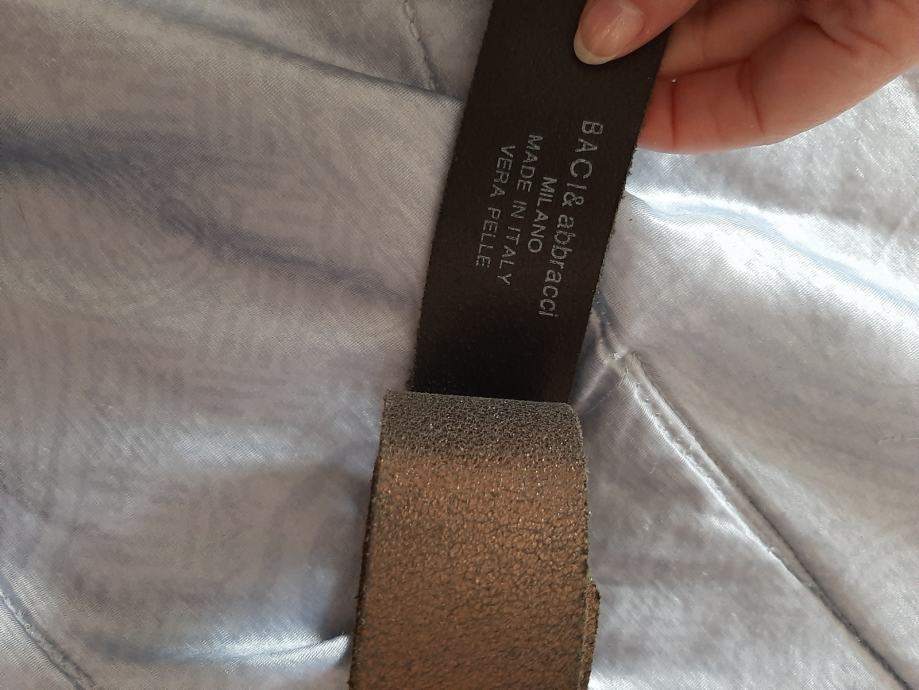 BACI & abbracci
MILANO
MADE IN ITALY
VERA PELLE